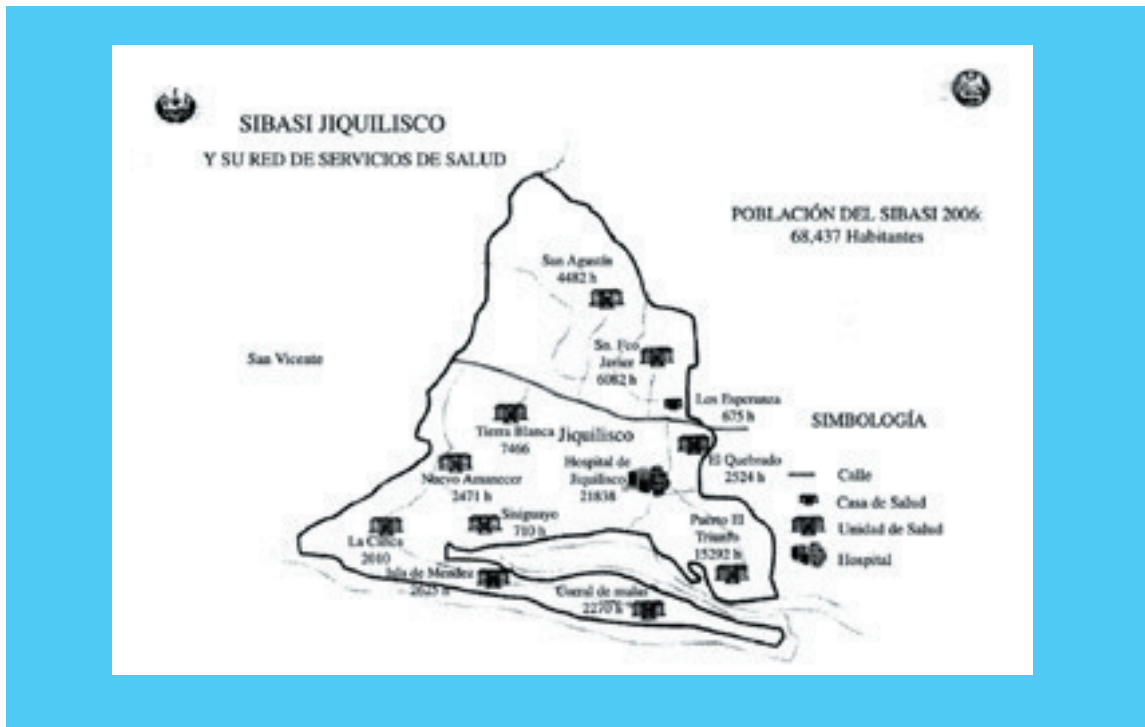 SIBASI JIQUILISCO
Y SU RED DE SERVICIOS DE SALUD
POBLACIÓN DEL SIBASI 2006:
68,437 Habitantes
San Agustín
4482 h
Sn. Fco
Javier
6082 h
San Vicente
Los Esperanza
675 h
SIMBOLOGÍA
Tierra Blanca
7466
Jiquilisco
El Quebrado
2524 h
Hospital de
Jiquilisco
21838
Nuevo Amanecer
2471 h
Calle
Casa de Salud
Unidad de Salud
Hospital
Sisiguayo
710 h
Puerto El
Triunfo
15292 h
La Canoa
2010
Isla de Mendez
2625 h
Corral de mulas
2270 h